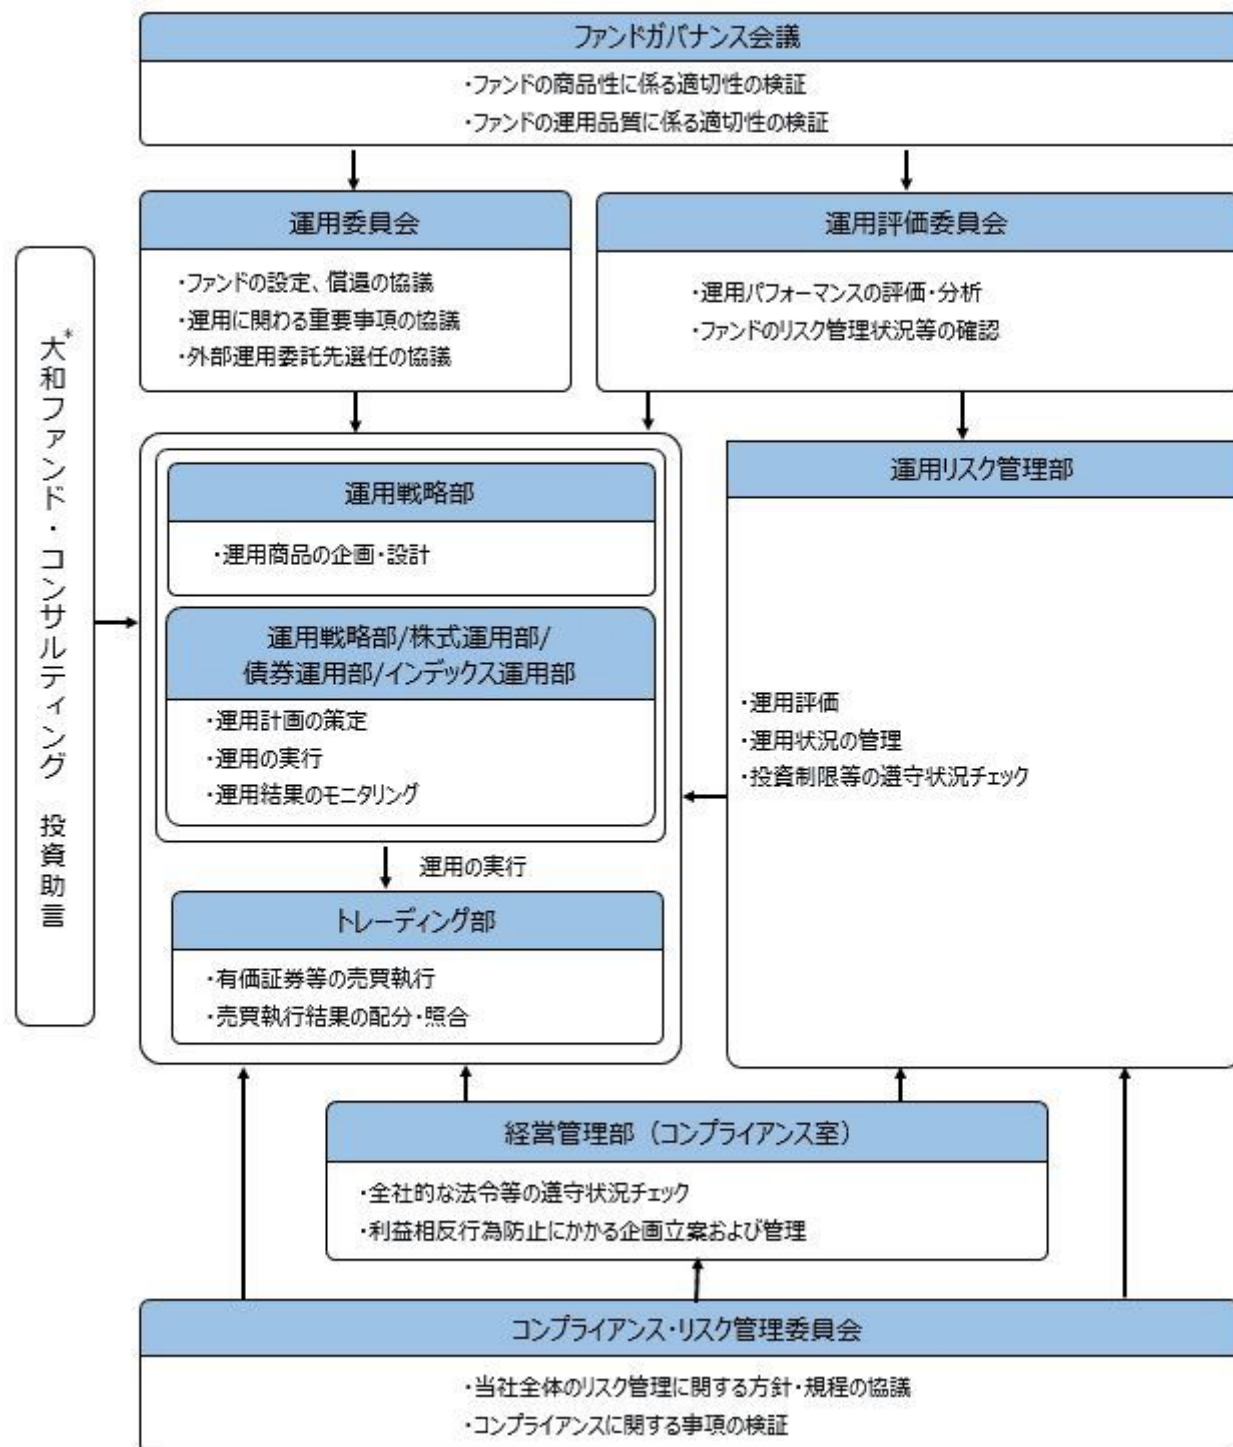 ファンドガバナンス会議
・ファンドの商品性に係る適切性の検証
・ファンドの運用品質に係る適切性の検証
運用委員会
・ファンドの設定、償還の協議
・運用に関わる重要事項の協議
・外部運用委託先選任の協議
運用評価委員会
・運用パフォーマンスの評価・分析
・ファンドのリスク管理状況等の確認
大和ファンド・コンサルティング* 投資助言
運用戦略部
・運用商品の企画・設計
運用戦略部/株式運用部/
債券運用部/インデックス運用部
・運用計画の策定
・運用の実行
・運用結果のモニタリング
運用の実行
トレーディング部
・有価証券等の売買執行
・売買執行結果の配分・照合
運用リスク管理部
・運用評価
・運用状況の管理
・投資制限等の遵守状況チェック
経営管理部（コンプライアンス室）
・全社的な法令等の遵守状況チェック
・利益相反行為防止にかかる企画立案および管理
コンプライアンス・リスク管理委員会
・当社全体のリスク管理に関する方針・規程の協議
・コンプライアンスに関する事項の検証